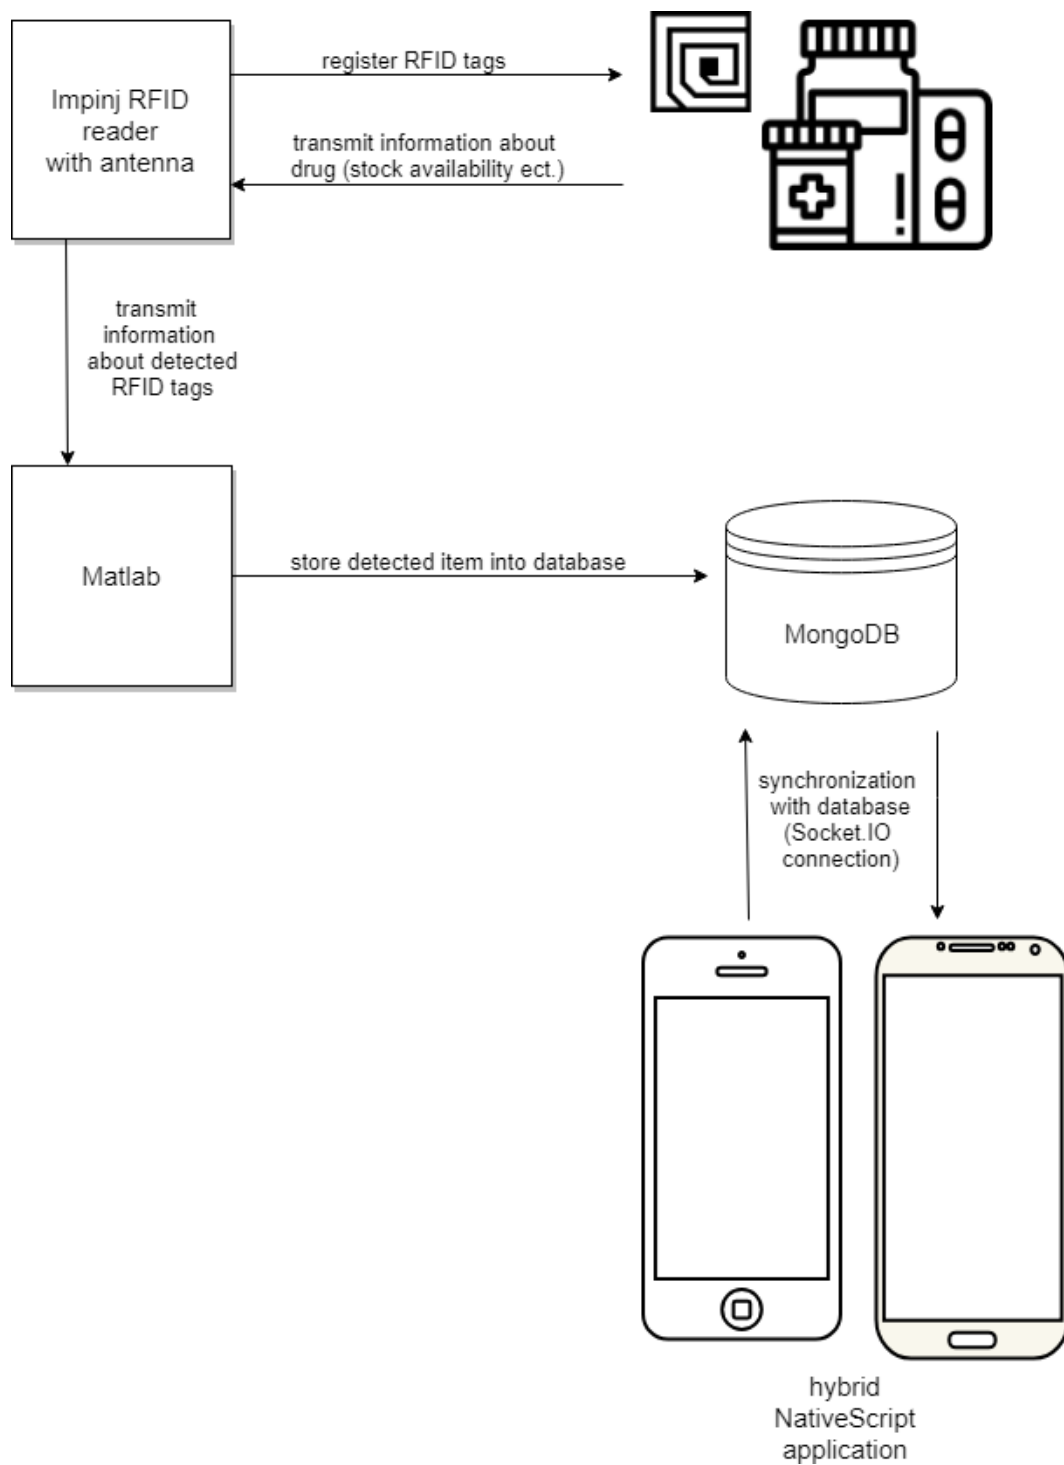 register RFID tags
Impinj RFID
reader
with antenna
transmit information about
drug (stock availability ect.)
transmit
information
about detected
RFID tags
Matlab
store detected item into database
MongoDB
synchronization
with database
(Socket.IO
connection)
hybrid
NativeScript
application